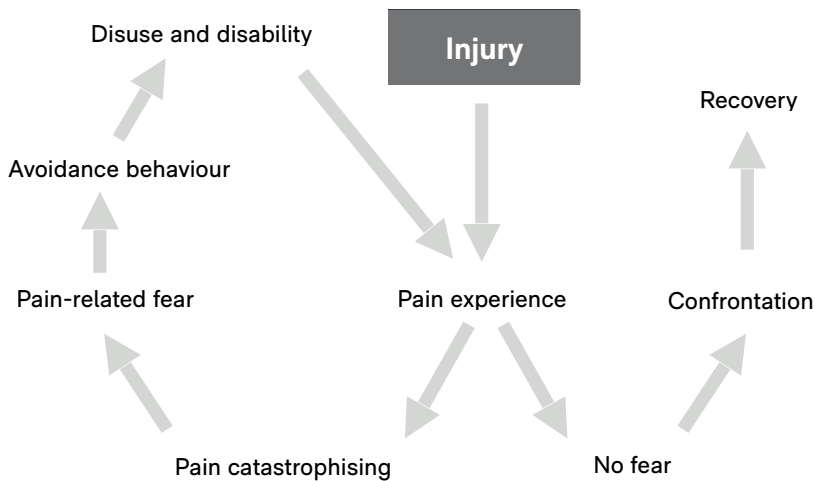 Disuse and disability
Injury
Recovery
Avoidance behaviour
Pain-related fear
Pain experience
Confrontation
Pain catastrophising
No fear